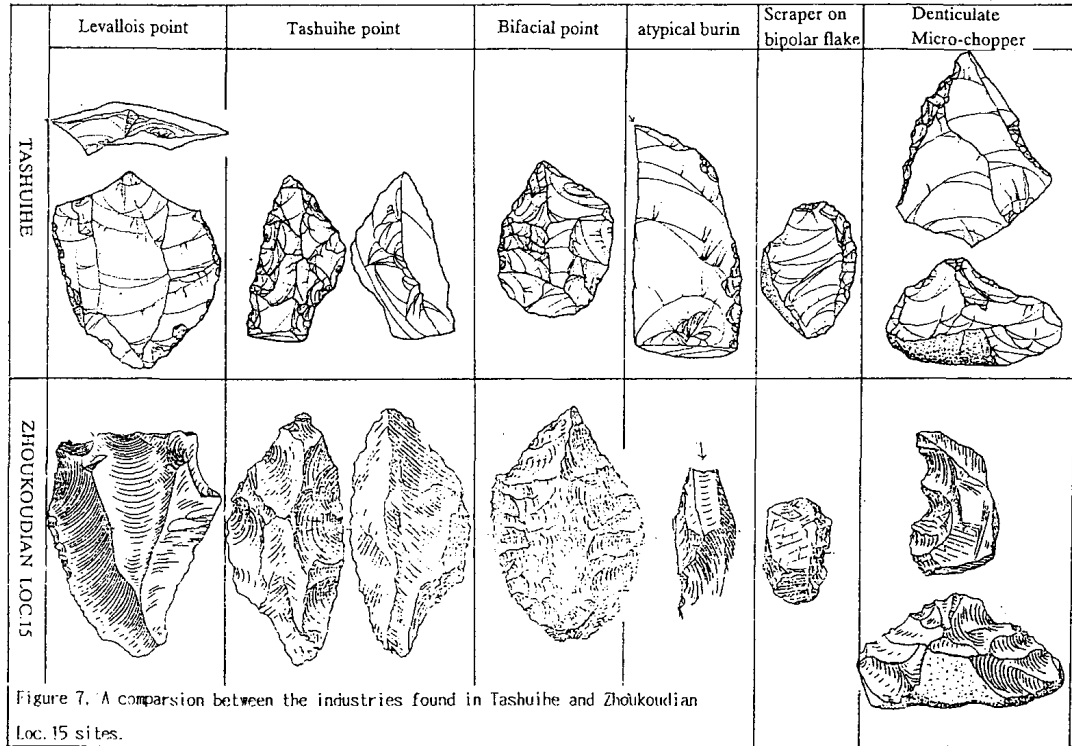 Levallois point
Tashuihe point
Bifacial point
atypical burin
Scraper on
bipolar flake
Denticulate
Micro-chopper
TASHUIHE
ZHOUKOUDIAN LOC.15
Figure 7. A comparsion between the industries found in Tashuihe and Zhoukoudian
Loc.15 sites.